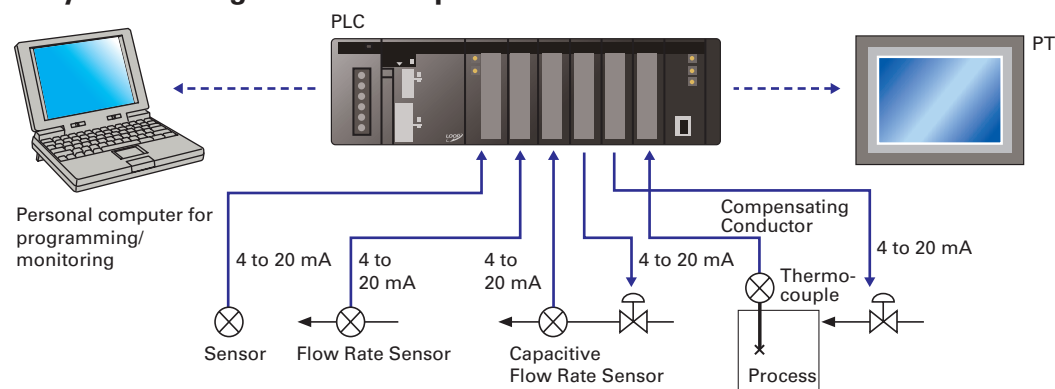 PLC
PT
LOOP
Personal computer for
programming/
monitoring
4 to 20 mA
4 to
20 mA
4 to
20 mA
4 to 20 mA
Compensating
Conductor
4 to 20 mA
Thermo-
couple
Sensor
Flow Rate Sensor
Capacitive
Flow Rate Sensor
Process